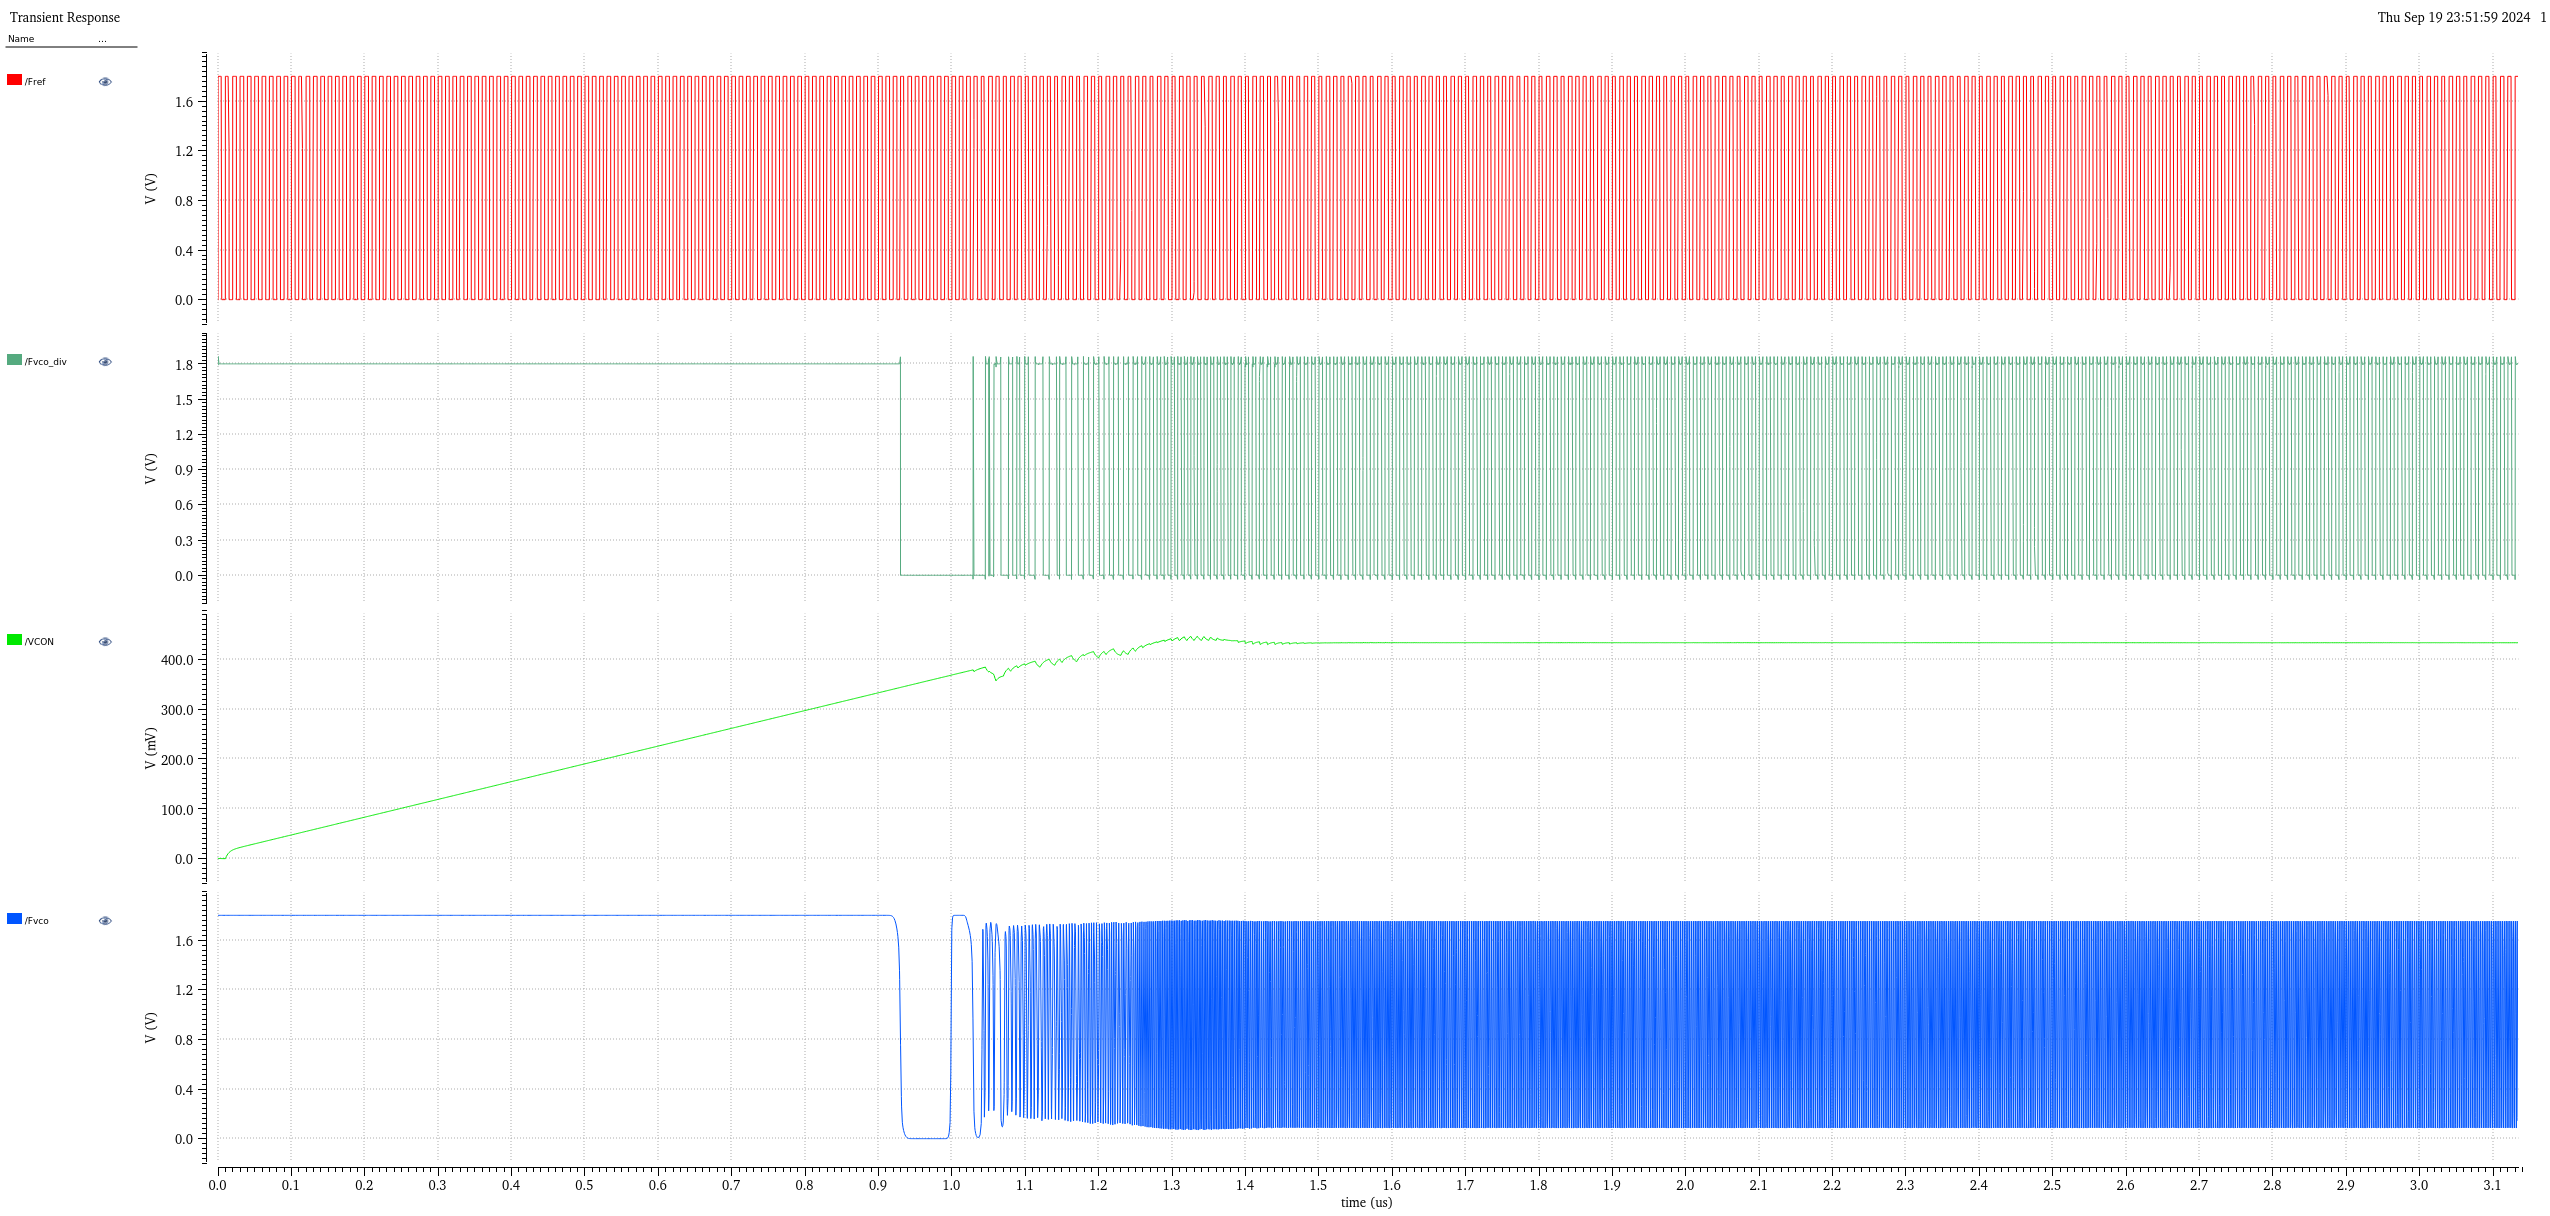 Transient Response
Thu Sep 19 23:51:59 2024 1
Name ...
/Fref
1.6
1.2
0.8
0.4
0.0
V (V)
/Fvco_div
1.8
1.5
1.2
0.9
0.6
0.3
0.0
V (V)
/VCON
400.0
300.0
200.0
100.0
0.0
V (mV)
/Fvco
1.6
1.2
0.8
0.4
0.0
V (V)
0.0 0.1 0.2 0.3 0.4 0.5 0.6 0.7 0.8 0.9 1.0 1.1 1.2 1.3 1.4 1.5 1.6 1.7 1.8 1.9 2.0 2.1 2.2 2.3 2.4 2.5 2.6 2.7 2.8 2.9 3.0 3.1
time (us)